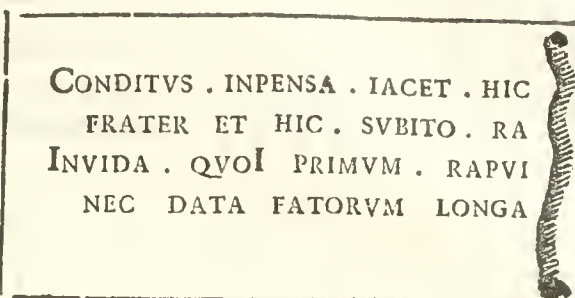 CONDITVS . INPENSA . IACET . HIC
FRATER ET HIC . SVBITO . RA
INVIDA . QVOI PRIMVM . RAPVI
NEC DATA FATORVM LONGA